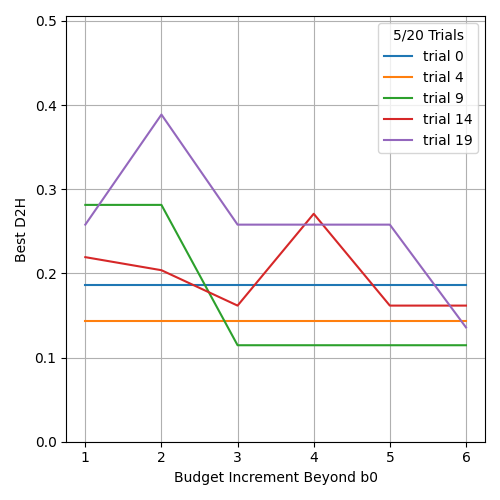 5/20 Trials
trial 0
trial 4
trial 9
trial 14
trial 19
Best D2H
0.5
0.4
0.3
0.2
0.1
0.0
1 2 3 4 5 6
Budget Increment Beyond b0